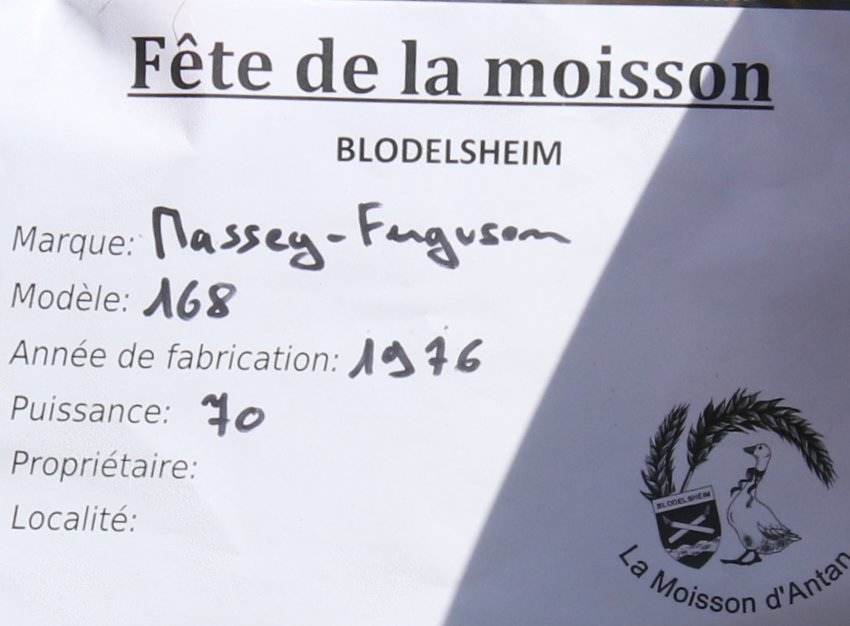 Fête de la moisson
BLODELSHEIM
Marque: Massey-Ferguson
Modèle: 168
Année de fabrication: 1976
Puissance: 70
Propriétaire:
Localité:
BLODELSHEIM
La Moisson d'Antan